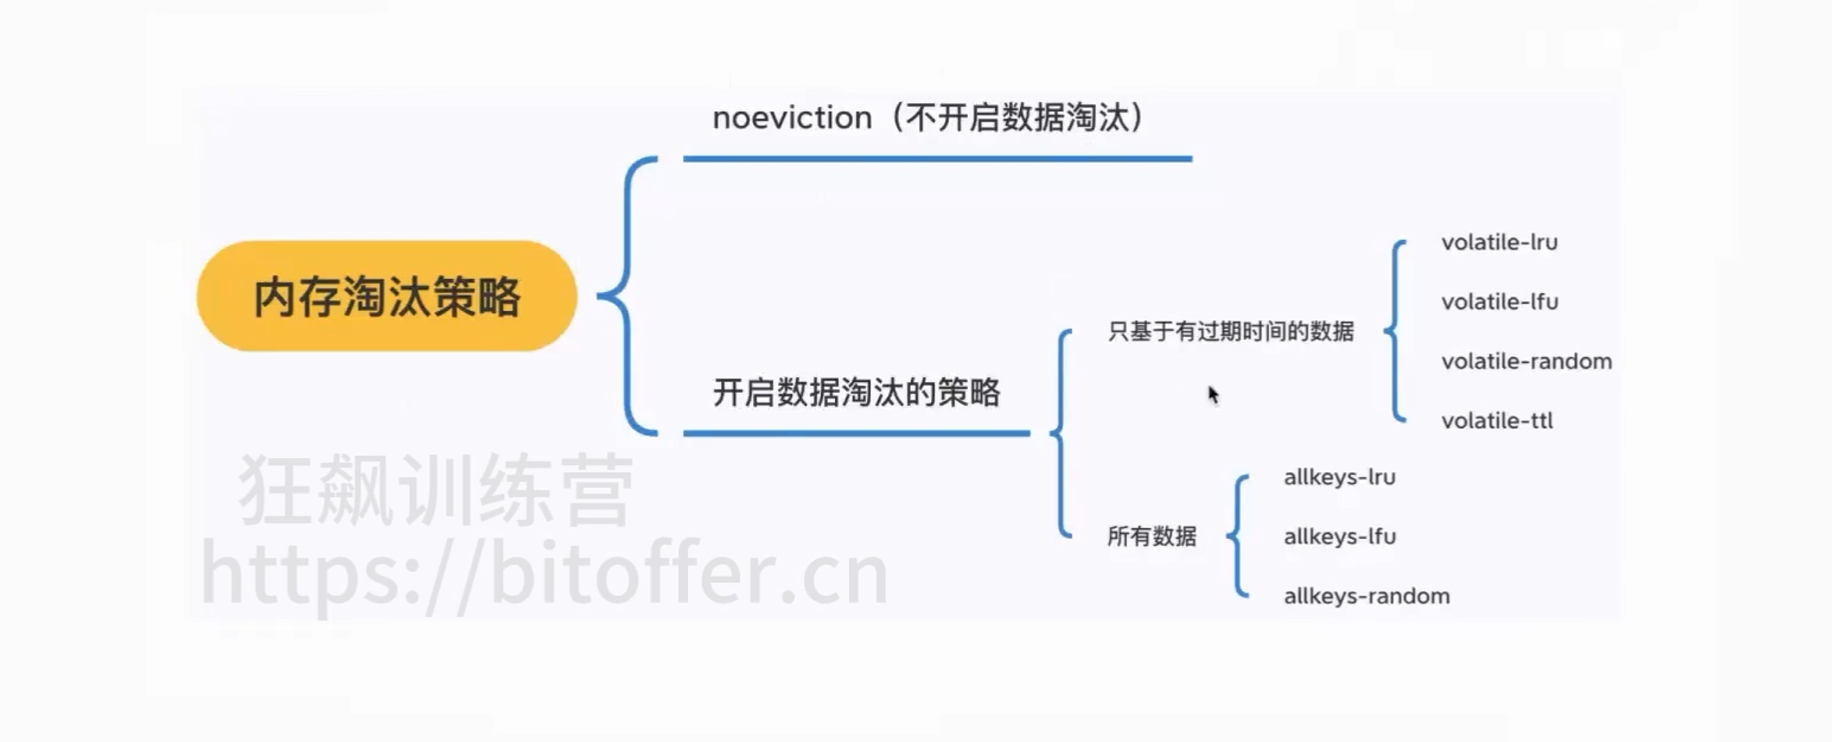 noeviction（不开启数据淘汰）
内存淘汰策略
开启数据淘汰的策略
只基于有过期时间的数据
volatile-lru
volatile-lfu
volatile-random
volatile-ttl
所有数据
allkeys-lru
allkeys-lfu
allkeys-random
狂飙训练营
https://bitoffer.cn